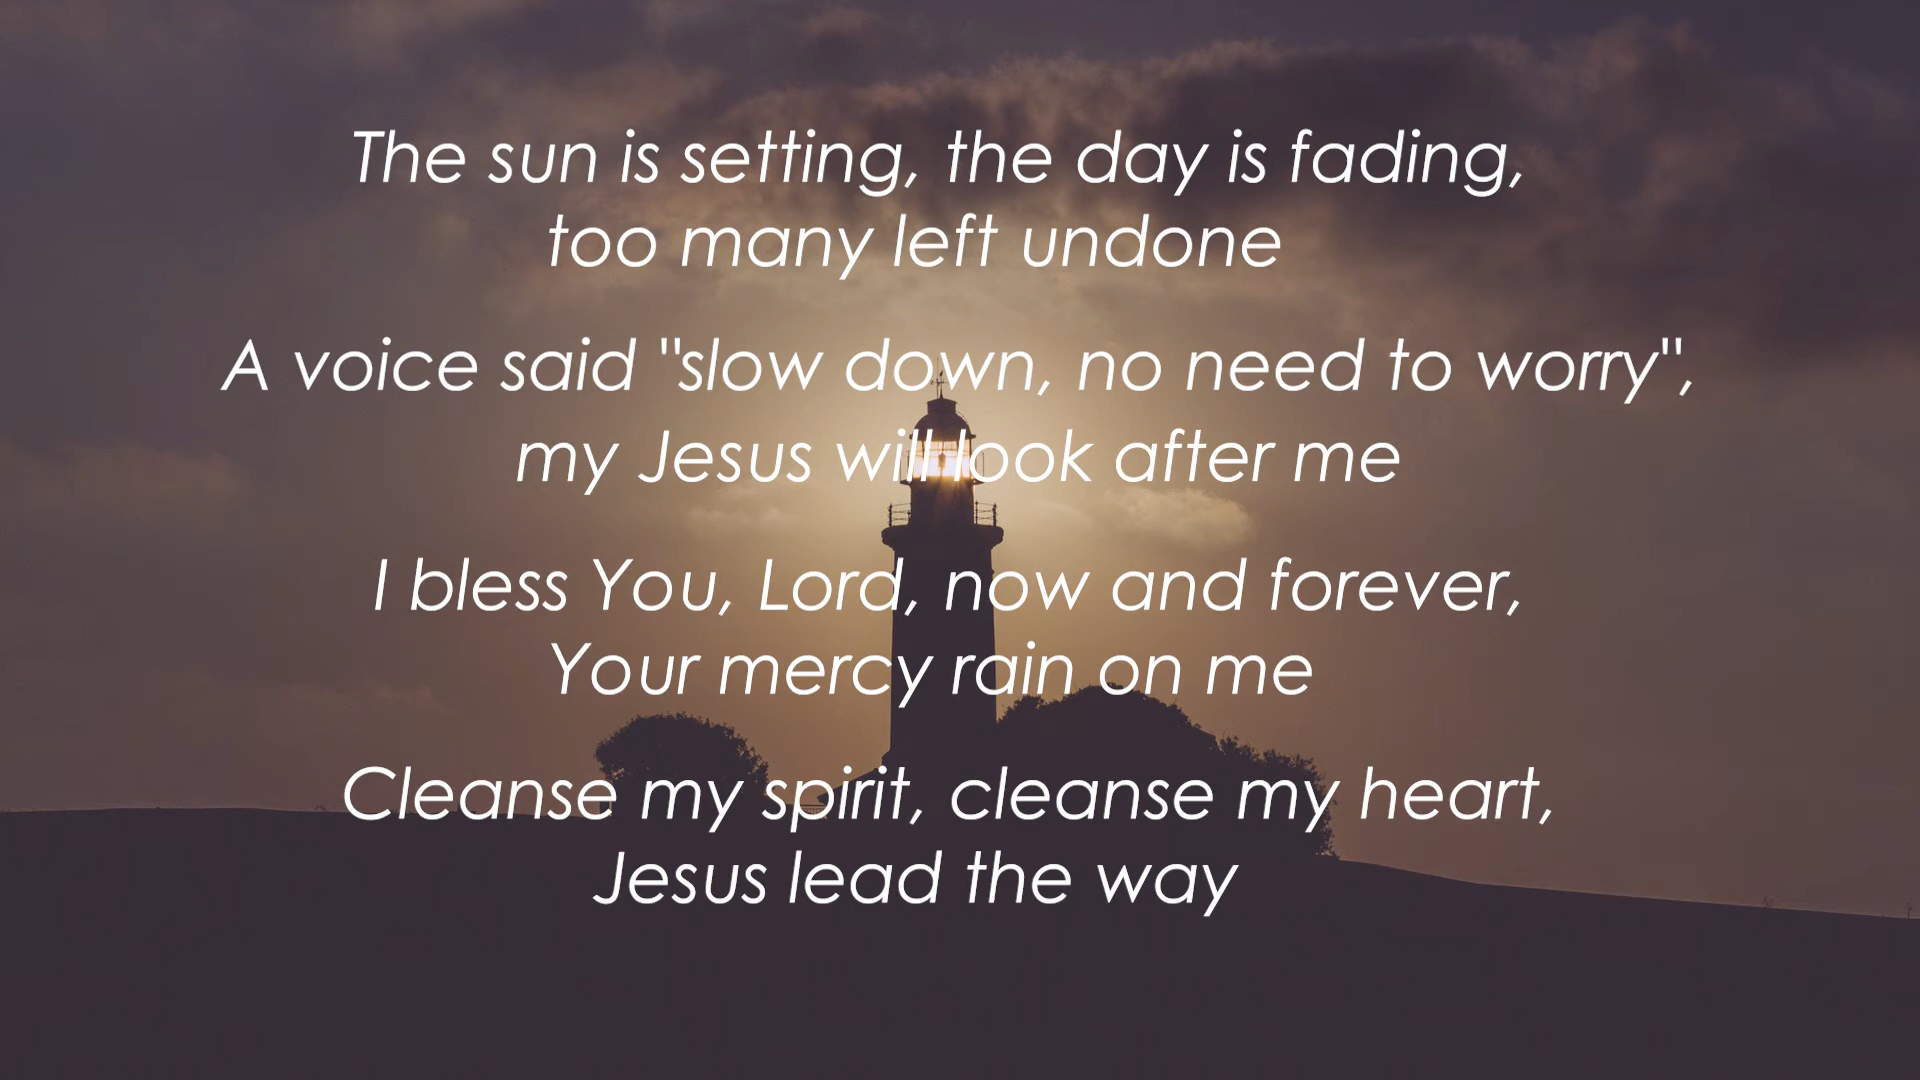 The sun is setting, the day is fading,
too many left undone
A voice said "slow down, no need to worry",
my Jesus will look after me
I bless You, Lord, now and forever,
Your mercy rain on me
Cleanse my spirit, cleanse my heart,
Jesus lead the way